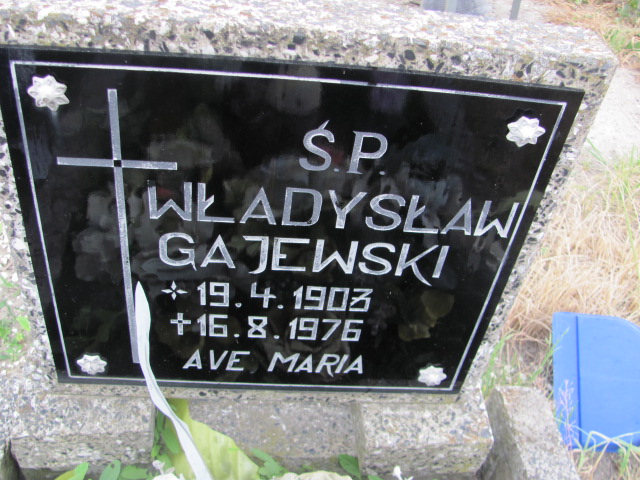 Ś.P.
WŁADYSŁAW
GAJEWSKI
19.4.1903
✝16.8.1976
AVE MARIA